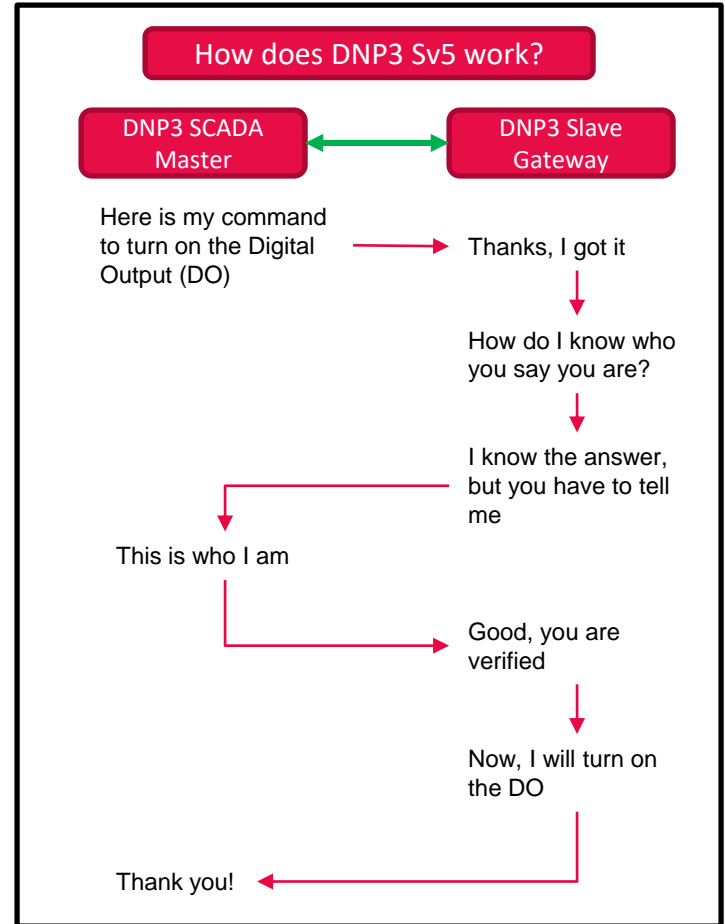 How does DNP3 Sv5 work?
DNP3 SCADA
Master
DNP3 Slave
Gateway
Here is my command
to turn on the Digital
Output (DO)
Thanks, I got it
How do I know who
you say you are?
I know the answer,
but you have to tell
me
This is who I am
Good, you are
verified
Now, I will turn on
the DO
Thank you!